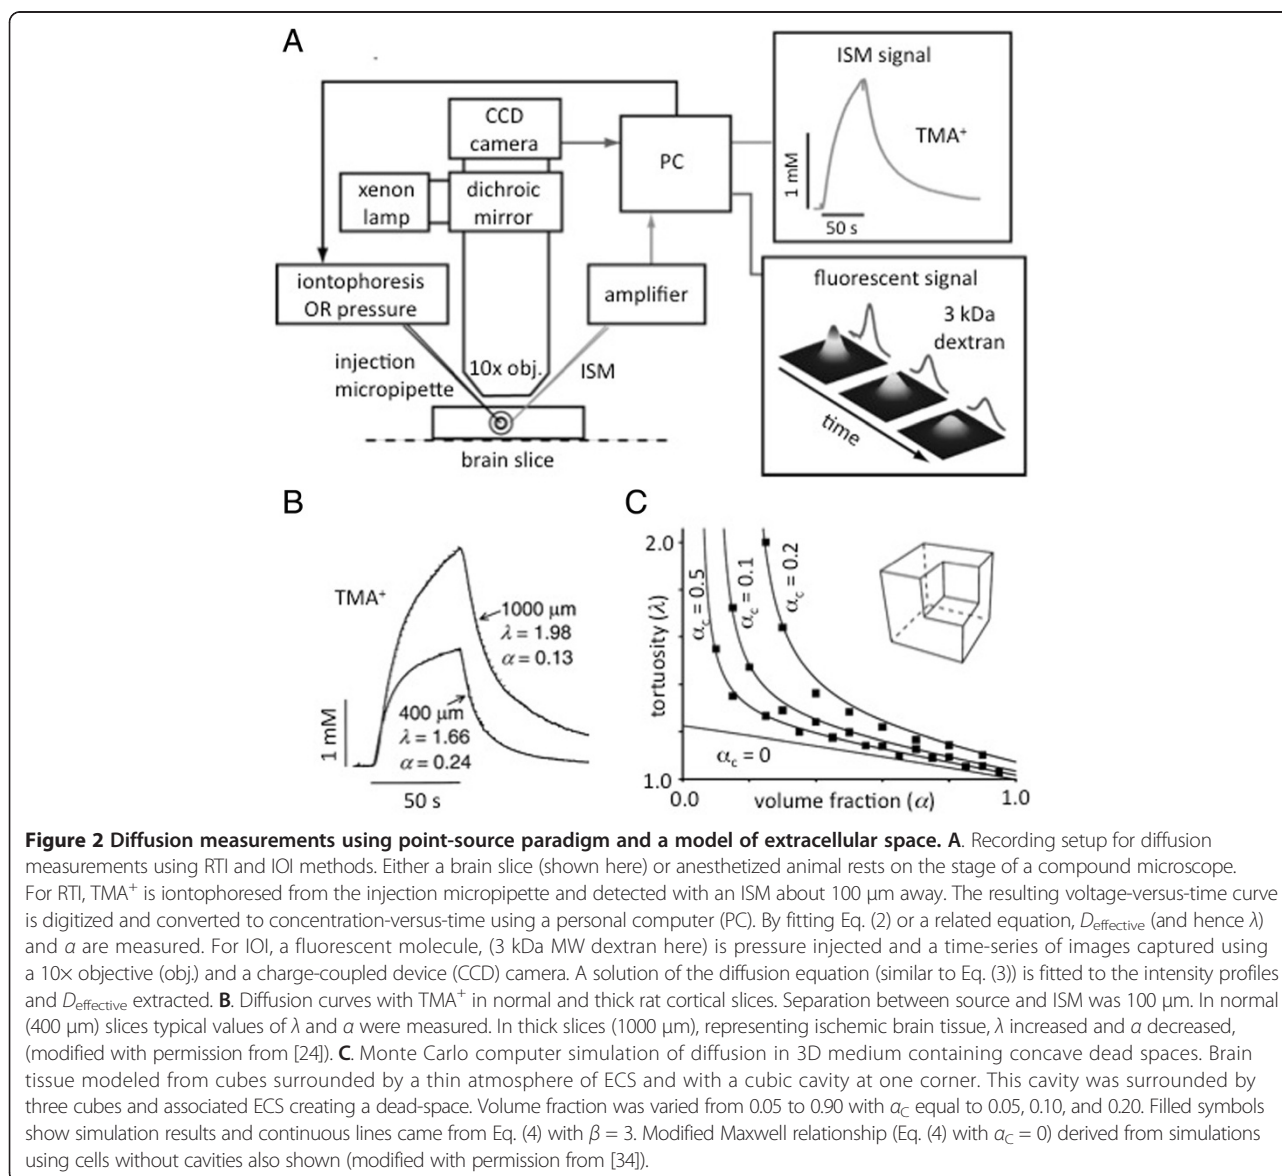 A
CCD
camera
xenon
lamp
dichroic
mirror
PC
iontophoresis
OR pressure
amplifier
injection
micropipette
10x obj.
ISM
brain slice
ISM signal
TMA⁺
1 mM
50 s
fluorescent signal
3 kDa
dextran
time
B
TMA⁺
1000 µm
λ = 1.98
α = 0.13
400 µm
λ = 1.66
α = 0.24
1 mM
50 s
C
2.0
tortuosity (λ)
1.0
α_c = 0.5
α_c = 0.1
α_c = 0.2
α_c = 0
0.0
volume fraction (α)
1.0
Figure 2 Diffusion measurements using point-source paradigm and a model of extracellular space. A. Recording setup for diffusion
measurements using RTI and IOI methods. Either a brain slice (shown here) or anesthetized animal rests on the stage of a compound microscope.
For RTI, TMA⁺ is iontophoresed from the injection micropipette and detected with an ISM about 100 µm away. The resulting voltage-versus-time curve
is digitized and converted to concentration-versus-time using a personal computer (PC). By fitting Eq. (2) or a related equation, D_effective (and hence λ)
and α are measured. For IOI, a fluorescent molecule, (3 kDa MW dextran here) is pressure injected and a time-series of images captured using
a 10× objective (obj.) and a charge-coupled device (CCD) camera. A solution of the diffusion equation (similar to Eq. (3)) is fitted to the intensity profiles
and D_effective extracted. B. Diffusion curves with TMA⁺ in normal and thick rat cortical slices. Separation between source and ISM was 100 µm. In normal
(400 µm) slices typical values of λ and α were measured. In thick slices (1000 µm), representing ischemic brain tissue, λ increased and α decreased,
(modified with permission from [24]). C. Monte Carlo computer simulation of diffusion in 3D medium containing concave dead spaces. Brain
tissue modeled from cubes surrounded by a thin atmosphere of ECS and with a cubic cavity at one corner. This cavity was surrounded by
three cubes and associated ECS creating a dead-space. Volume fraction was varied from 0.05 to 0.90 with α_C equal to 0.05, 0.10, and 0.20. Filled symbols
show simulation results and continuous lines came from Eq. (4) with β = 3. Modified Maxwell relationship (Eq. (4) with α_C = 0) derived from simulations
using cells without cavities also shown (modified with permission from [34]).